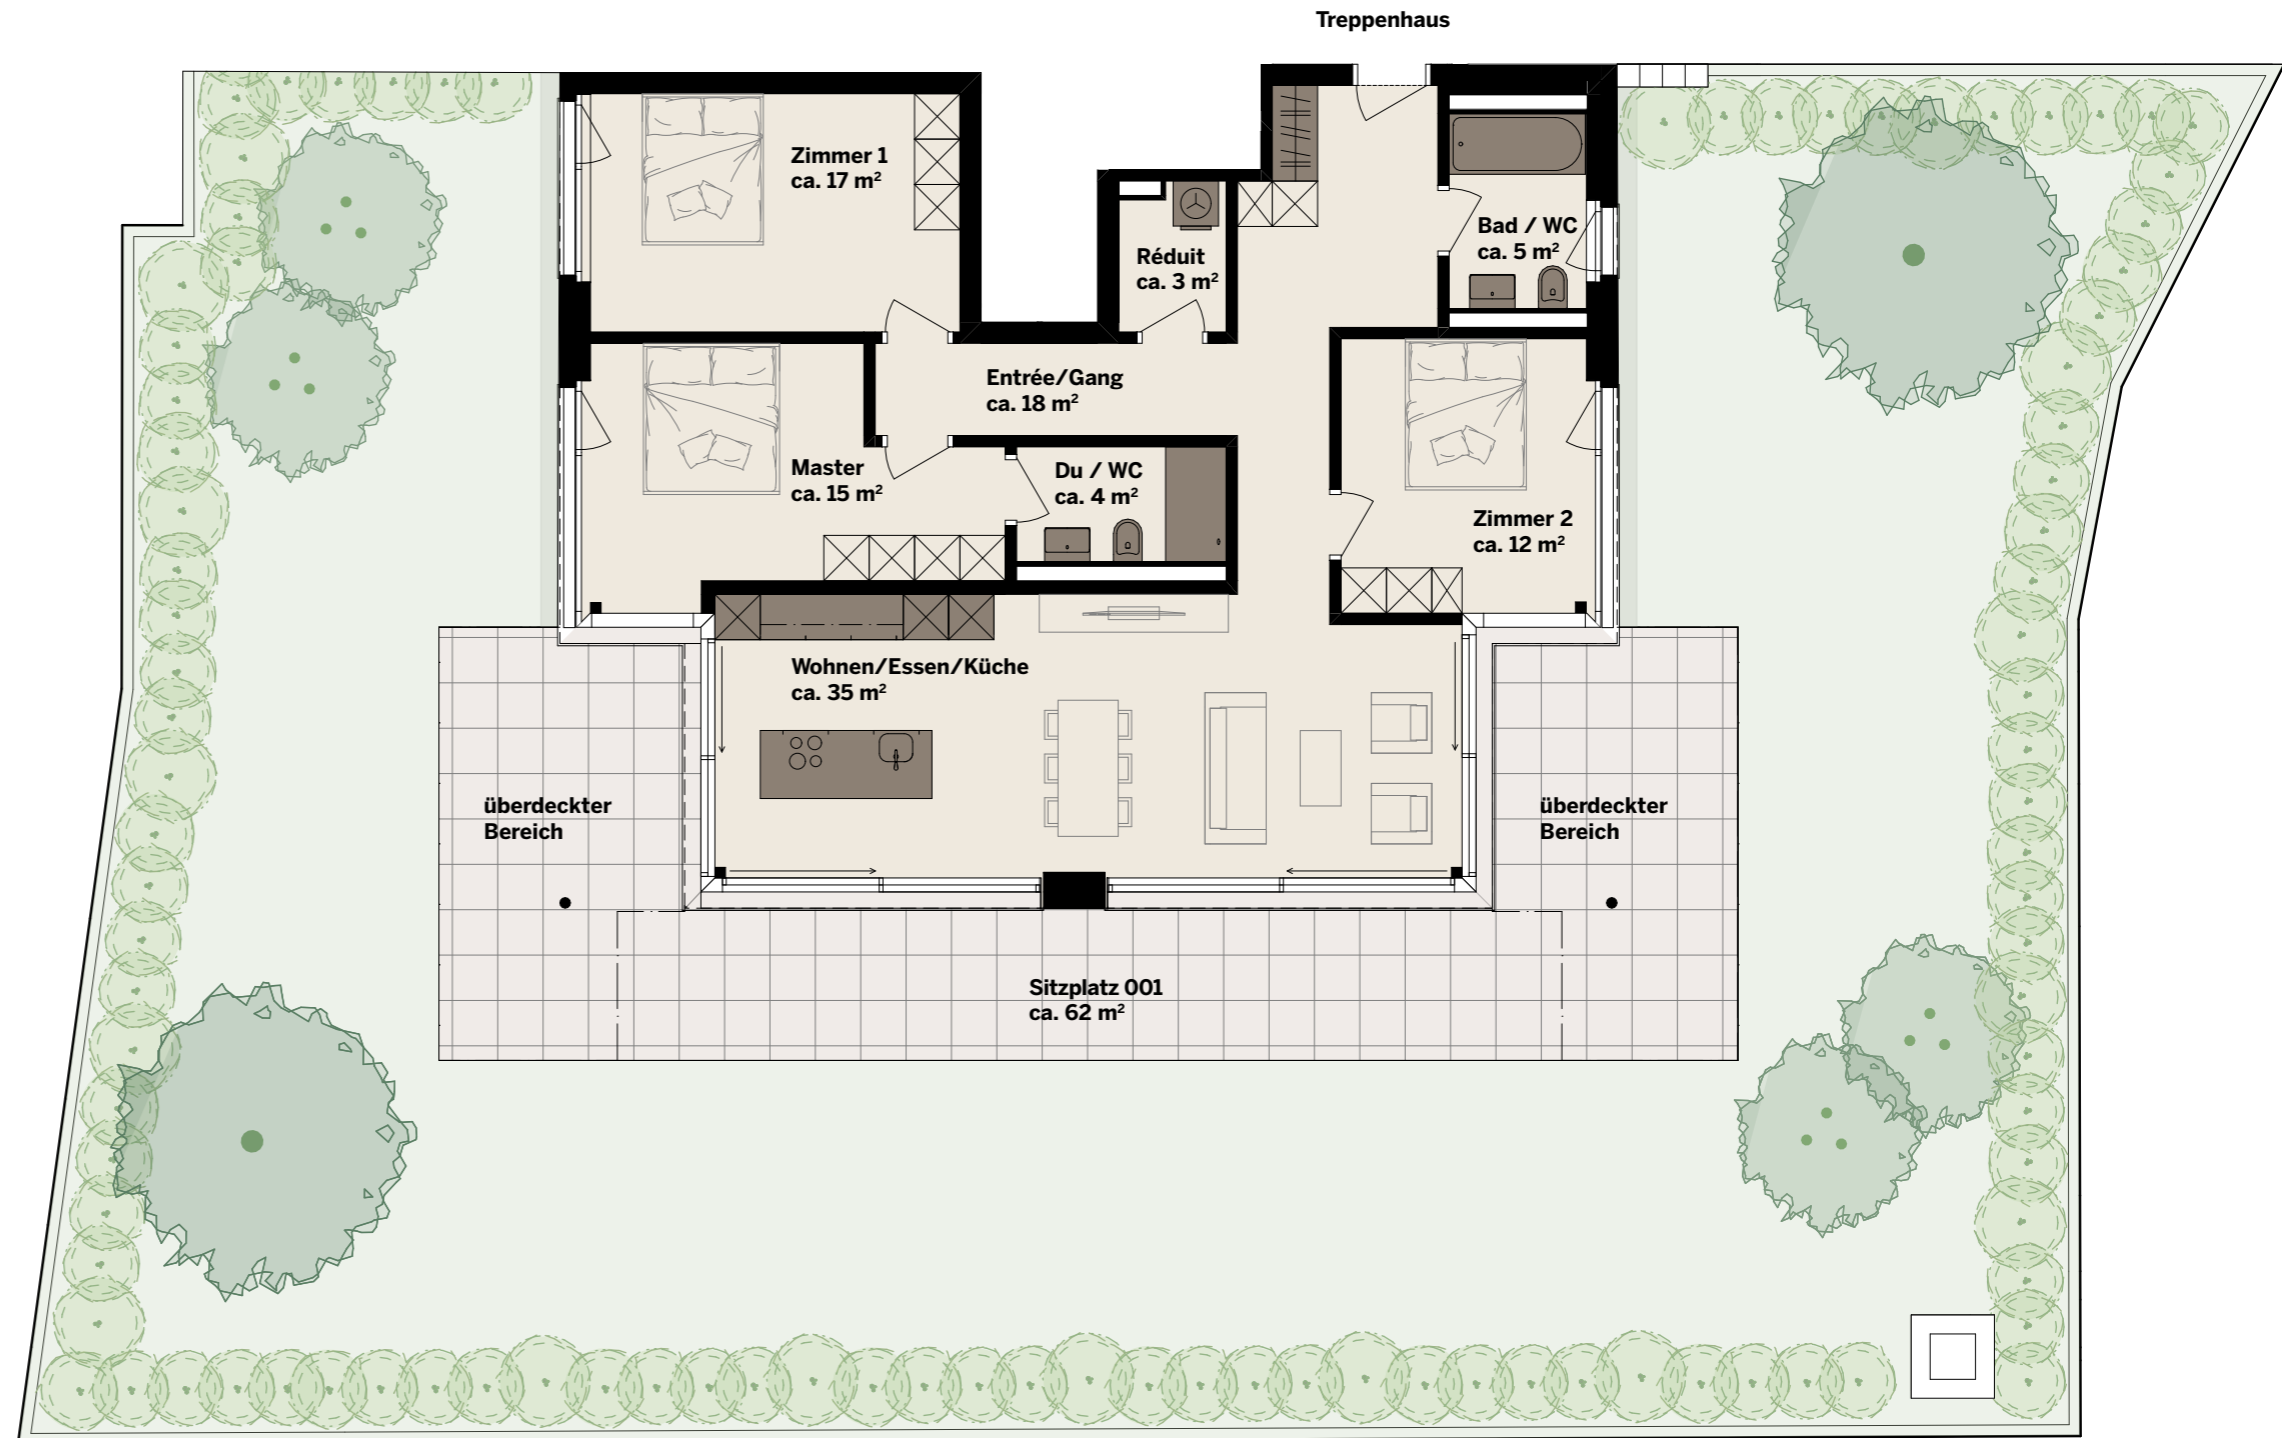 Treppenhaus
Zimmer 1
ca. 17 m²
Bad / WC
ca. 5 m²
Réduit
ca. 3 m²
Entrée/Gang
ca. 18 m²
Master
ca. 15 m²
Du / WC
ca. 4 m²
Zimmer 2
ca. 12 m²
Wohnen/Essen/Küche
ca. 35 m²
überdeckter
Bereich
überdeckter
Bereich
Sitzplatz 001
ca. 62 m²